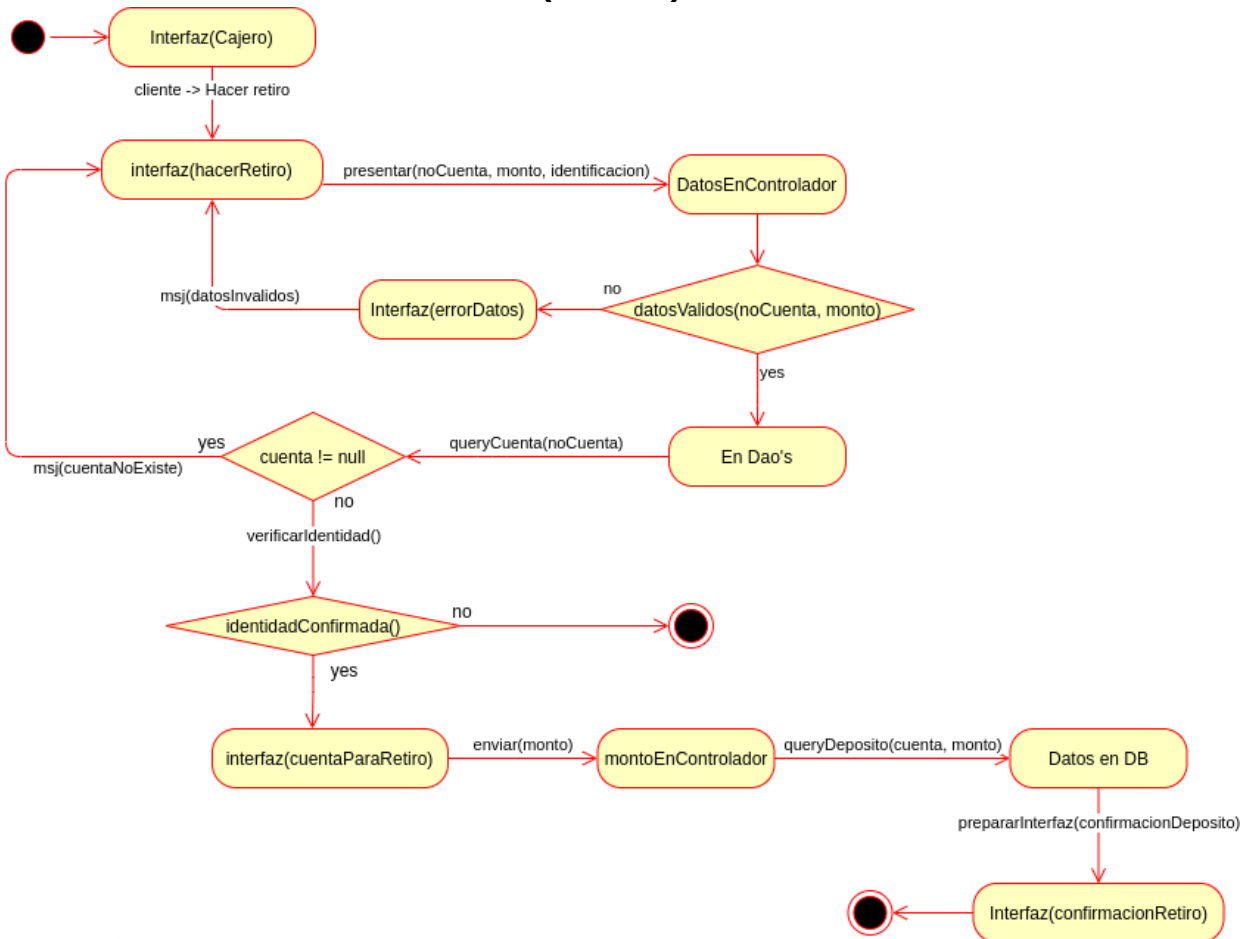 Interfaz(Cajero)
cliente -> Hacer retiro
interfaz(hacerRetiro)
presentar(noCuenta, monto, identificacion)
DatosEnControlador
msj(datosInvalidos)
Interfaz(errorDatos)
no
datosValidos(noCuenta, monto)
yes
yes
cuenta != null
queryCuenta(noCuenta)
En Dao's
msj(cuentaNoExiste)
no
verificarIdentidad()
identidadConfirmada()
no
yes
interfaz(cuentaParaRetiro)
enviar(monto)
montoEnControlador
queryDeposito(cuenta, monto)
Datos en DB
prepararInterfaz(confirmacionDeposito)
Interfaz(confirmacionRetiro)